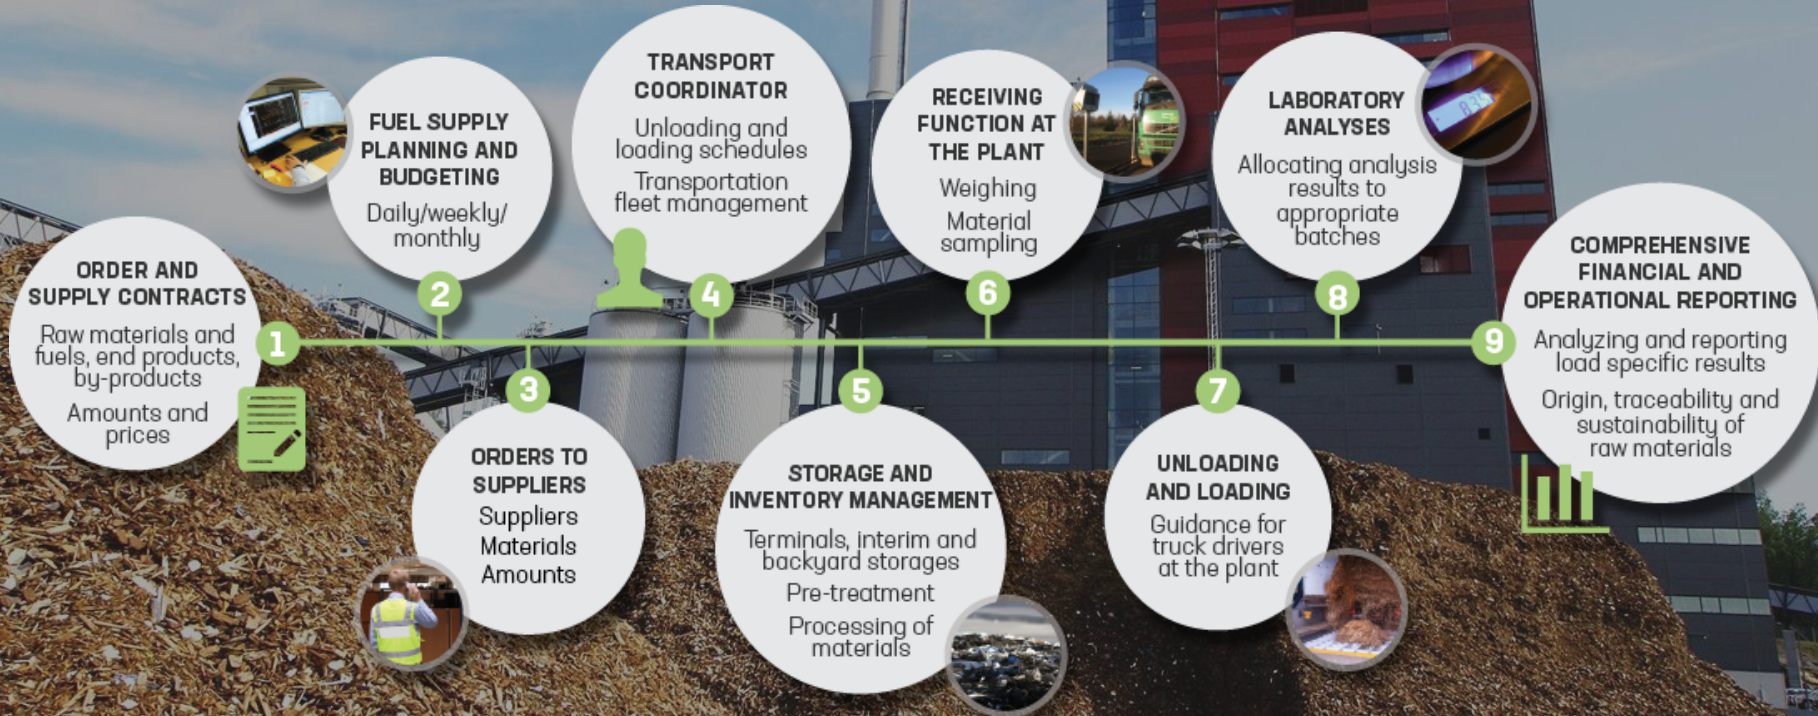 ORDER AND
SUPPLY CONTRACTS
Raw materials and
fuels, end products,
by-products
Amounts and
prices
1
FUEL SUPPLY
PLANNING AND
BUDGETING
Daily/weekly/
monthly
2
3
ORDERS TO
SUPPLIERS
Suppliers
Materials
Amounts
TRANSPORT
COORDINATOR
Unloading and
loading schedules
Transportation
fleet management
4
5
STORAGE AND
INVENTORY MANAGEMENT
Terminals, interim and
backyard storages
Pre-treatment
Processing of
materials
RECEIVING
FUNCTION AT
THE PLANT
Weighing
Material
sampling
6
7
UNLOADING
AND LOADING
Guidance for
truck drivers
at the plant
LABORATORY
ANALYSES
Allocating analysis
results to
appropriate
batches
8
9
COMPREHENSIVE
FINANCIAL AND
OPERATIONAL REPORTING
Analyzing and reporting
load specific results
Origin, traceability and
sustainability of
raw materials